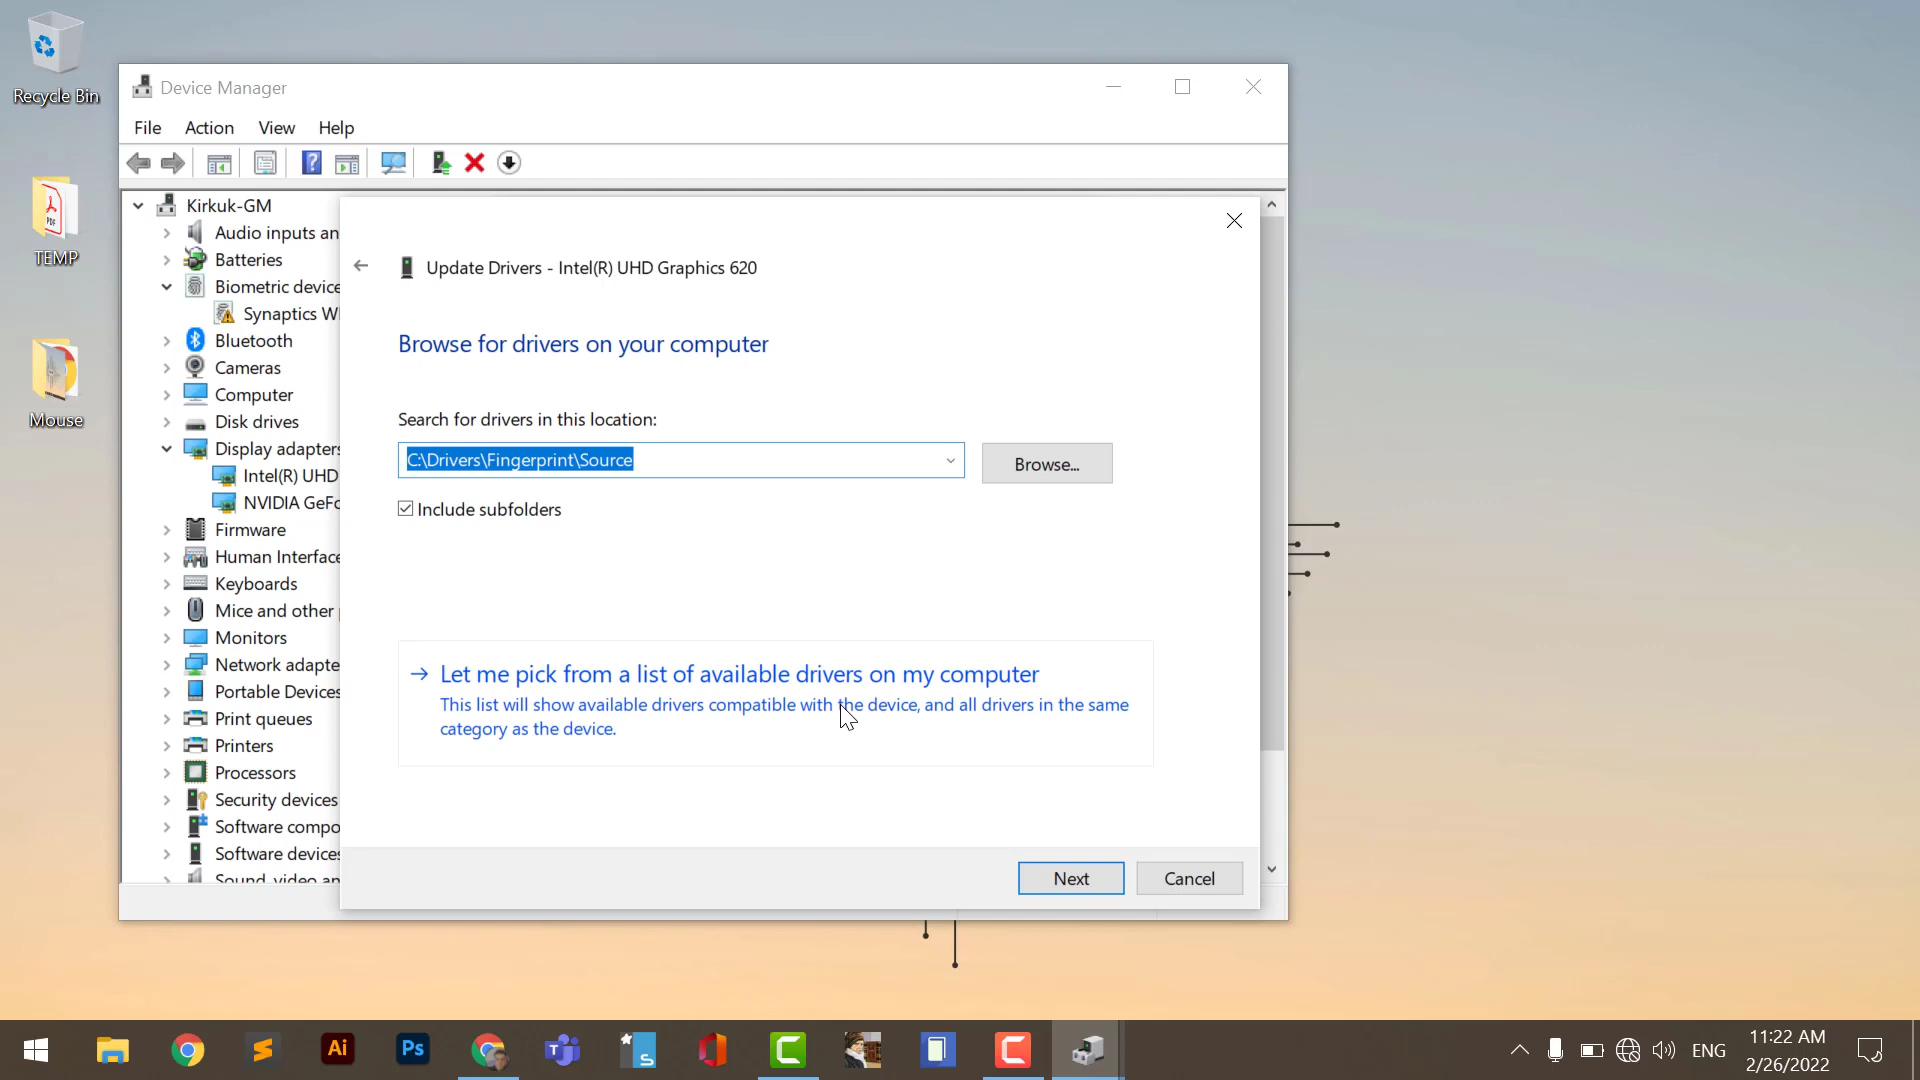 Recycle Bin
TEMP
Mouse
Device Manager
File Action View Help
Kirkuk-GM
Audio inputs an
Batteries
Biometric device
Synaptics W
Bluetooth
Cameras
Computer
Disk drives
Display adapters
Intel(R) UHD
NVIDIA GeFo
Firmware
Human Interface
Keyboards
Mice and other
Monitors
Network adapte
Portable Devices
Print queues
Printers
Processors
Security devices
Software compo
Software devices
Sound, video an
Update Drivers - Intel(R) UHD Graphics 620
Browse for drivers on your computer
Search for drivers in this location:
C:\Drivers\Fingerprint\Source
Browse...
Include subfolders
Let me pick from a list of available drivers on my computer
This list will show available drivers compatible with the device, and all drivers in the same
category as the device.
Next Cancel
Ai
Ps
ENG
11:22 AM
2/26/2022